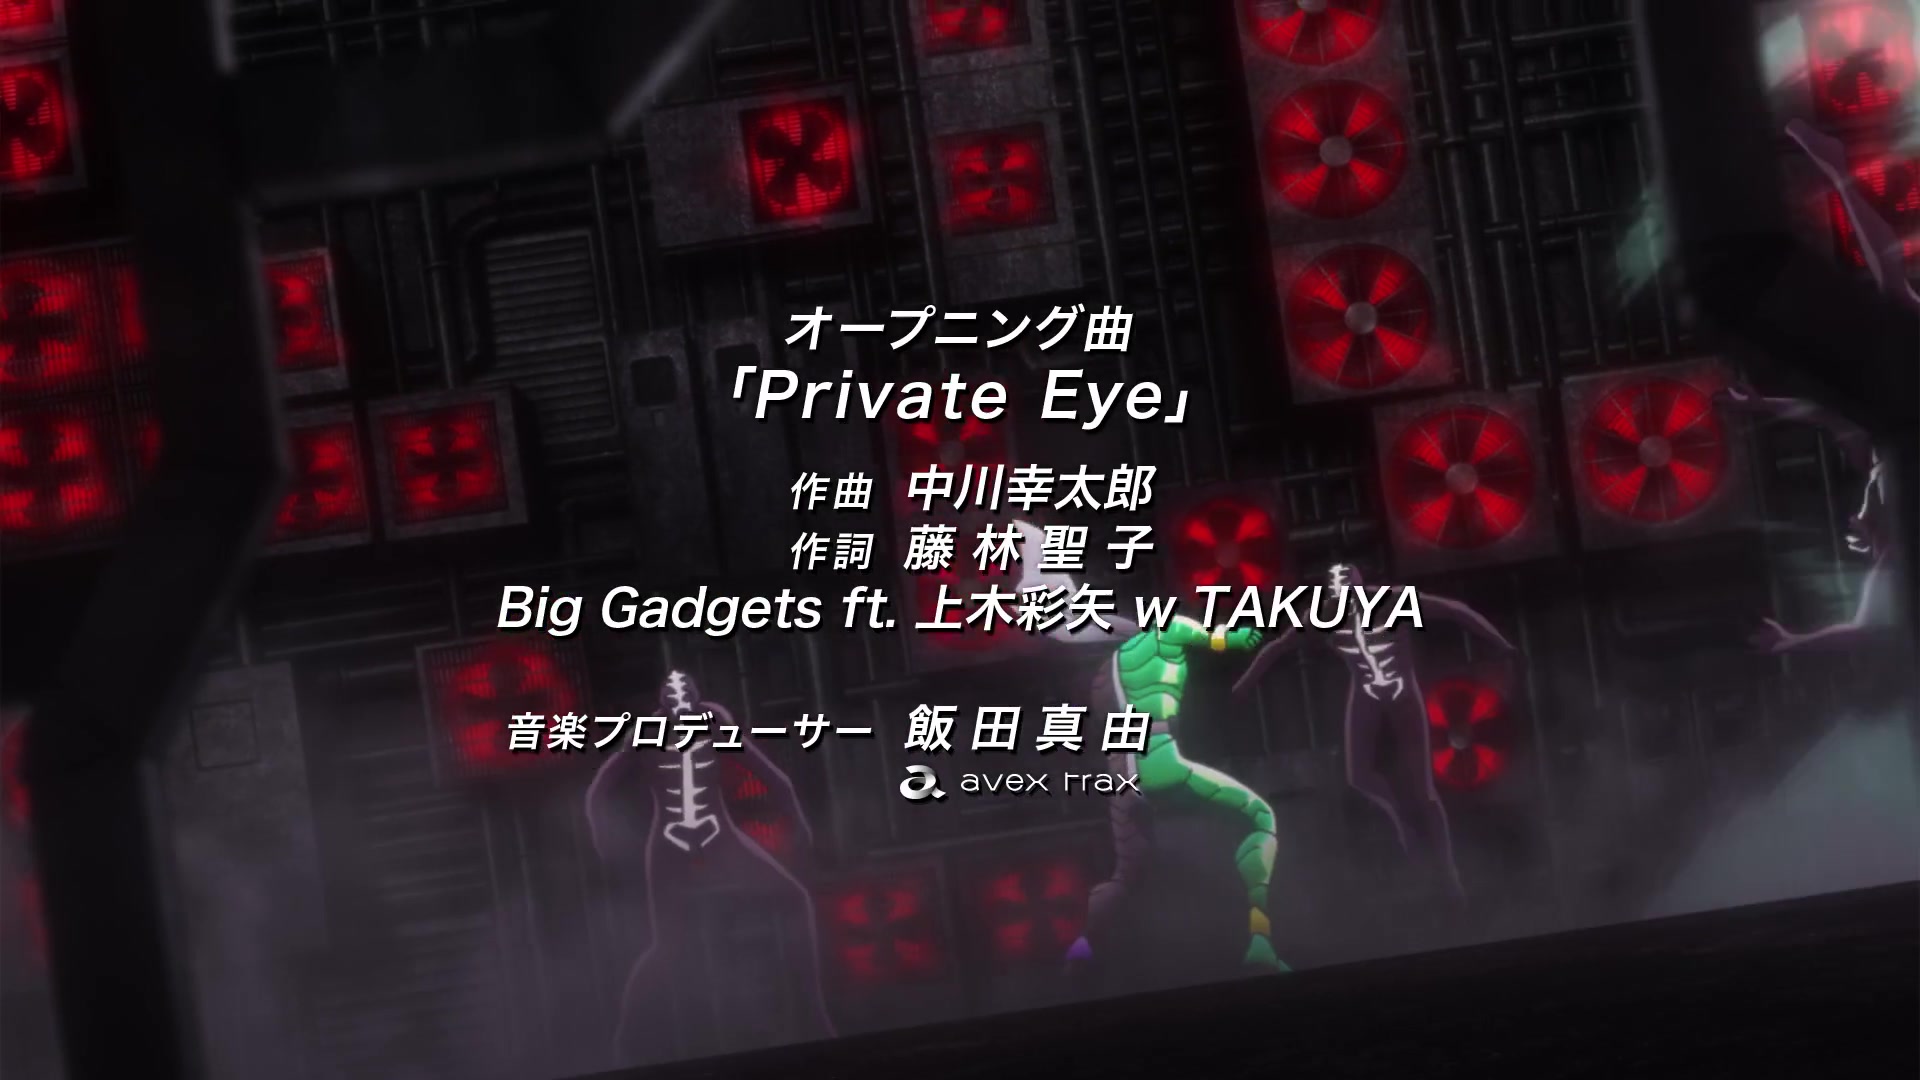 オープニング曲
「Private Eye」
作曲 中川幸太郎
作詞 藤林聖子
Big Gadgets ft. 上木彩矢 w TAKUYA
音楽プロデューサー 飯田真由
avex trax